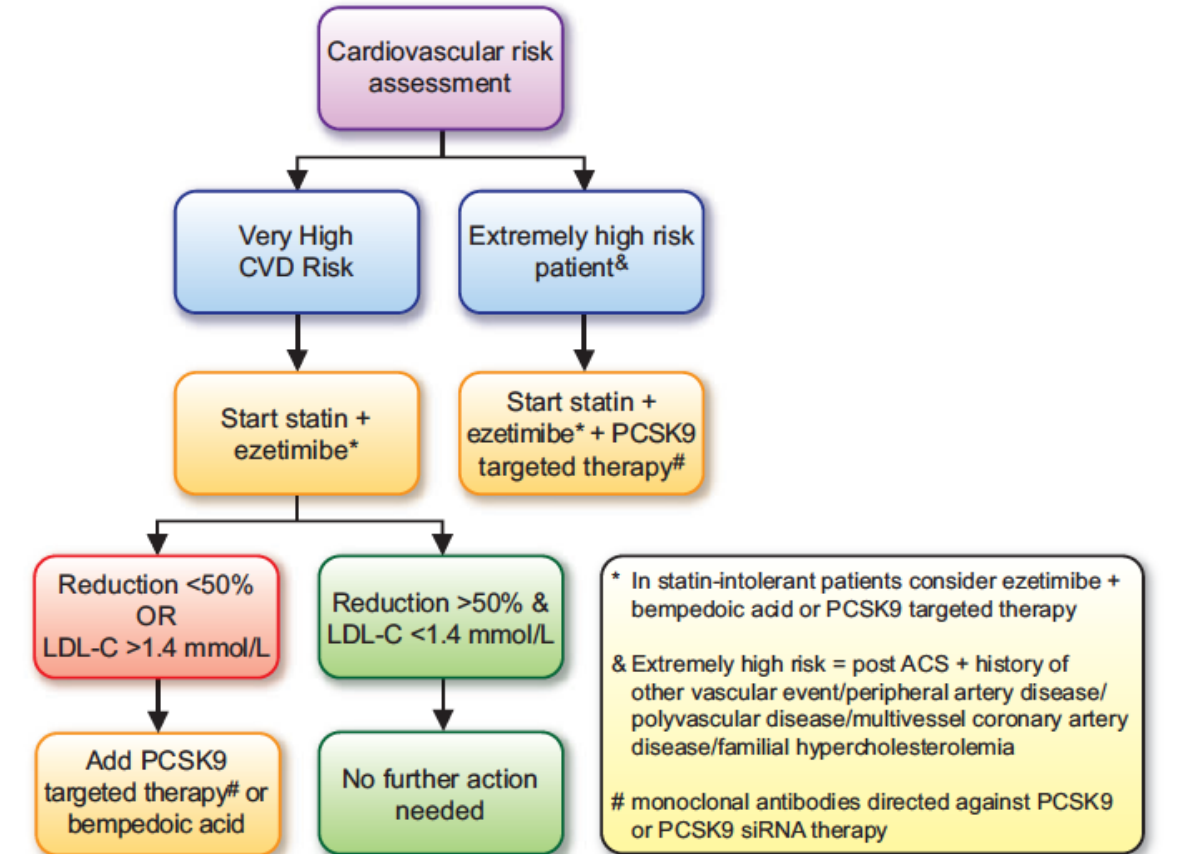 Cardiovascular risk
assessment
Very High
CVD Risk
Extremely high risk
patient&
Start statin +
ezetimibe*
Start statin +
ezetimibe* + PCSK9
targeted therapy#
Reduction <50%
OR
LDL-C >1.4 mmol/L
Reduction >50% &
LDL-C <1.4 mmol/L
Add PCSK9
targeted therapy# or
bempedoic acid
No further action
needed
* In statin-intolerant patients consider ezetimibe +
bempedoic acid or PCSK9 targeted therapy
& Extremely high risk = post ACS + history of
other vascular event/peripheral artery disease/
polyvascular disease/multivessel coronary artery
disease/familial hypercholesterolemia
# monoclonal antibodies directed against PCSK9
or PCSK9 siRNA therapy